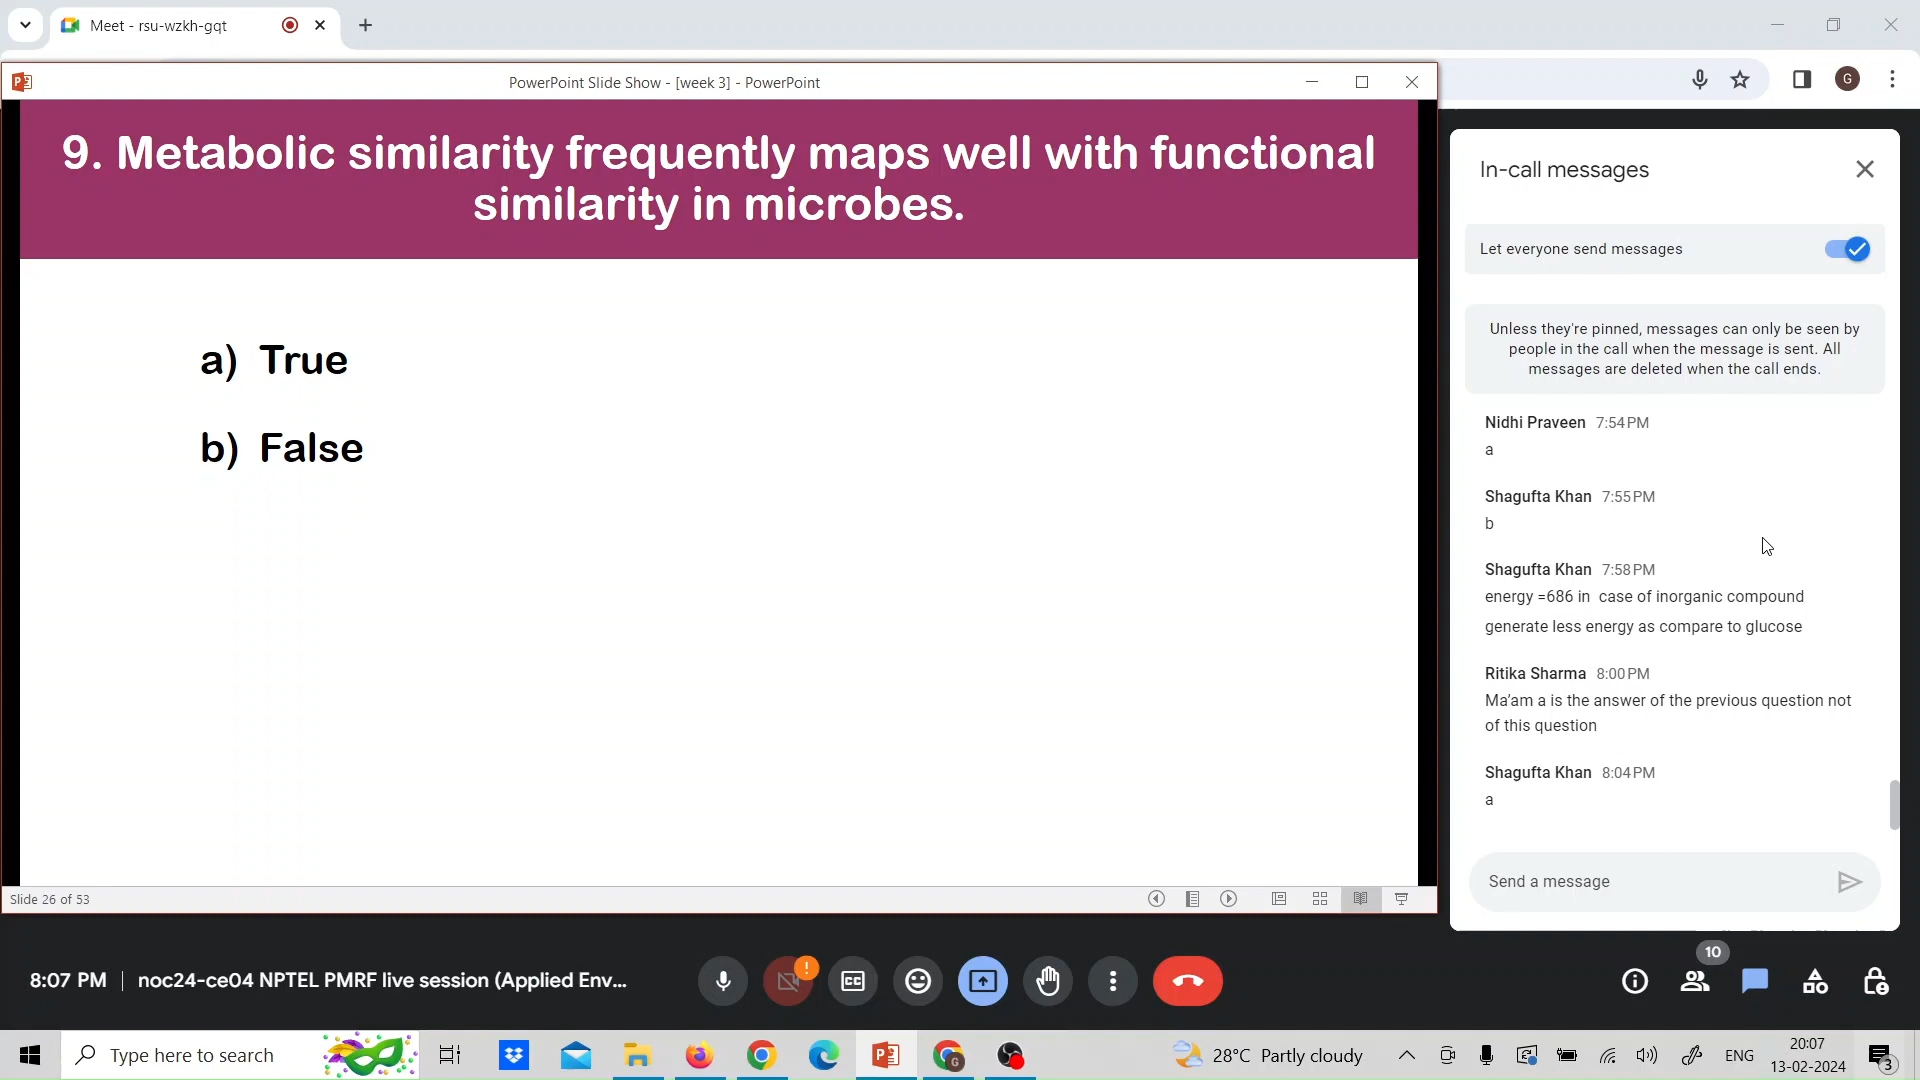 Meet - rsu-wzkh-gqt
PowerPoint Slide Show - [week 3] - PowerPoint
G
9. Metabolic similarity frequently maps well with functional
similarity in microbes.
a) True
b) False
Slide 26 of 53
In-call messages
Let everyone send messages
Unless they're pinned, messages can only be seen by
people in the call when the message is sent. All
messages are deleted when the call ends.
Nidhi Praveen 7:54 PM
a
Shagufta Khan 7:55 PM
b
Shagufta Khan 7:58 PM
energy =686 in case of inorganic compound
generate less energy as compare to glucose
Ritika Sharma 8:00 PM
Ma'am a is the answer of the previous question not
of this question
Shagufta Khan 8:04 PM
a
Send a message
8:07 PM | noc24-ce04 NPTEL PMRF live session (Applied Env...
CC
10
Type here to search
28°C Partly cloudy
ENG
20:07
13-02-2024
3